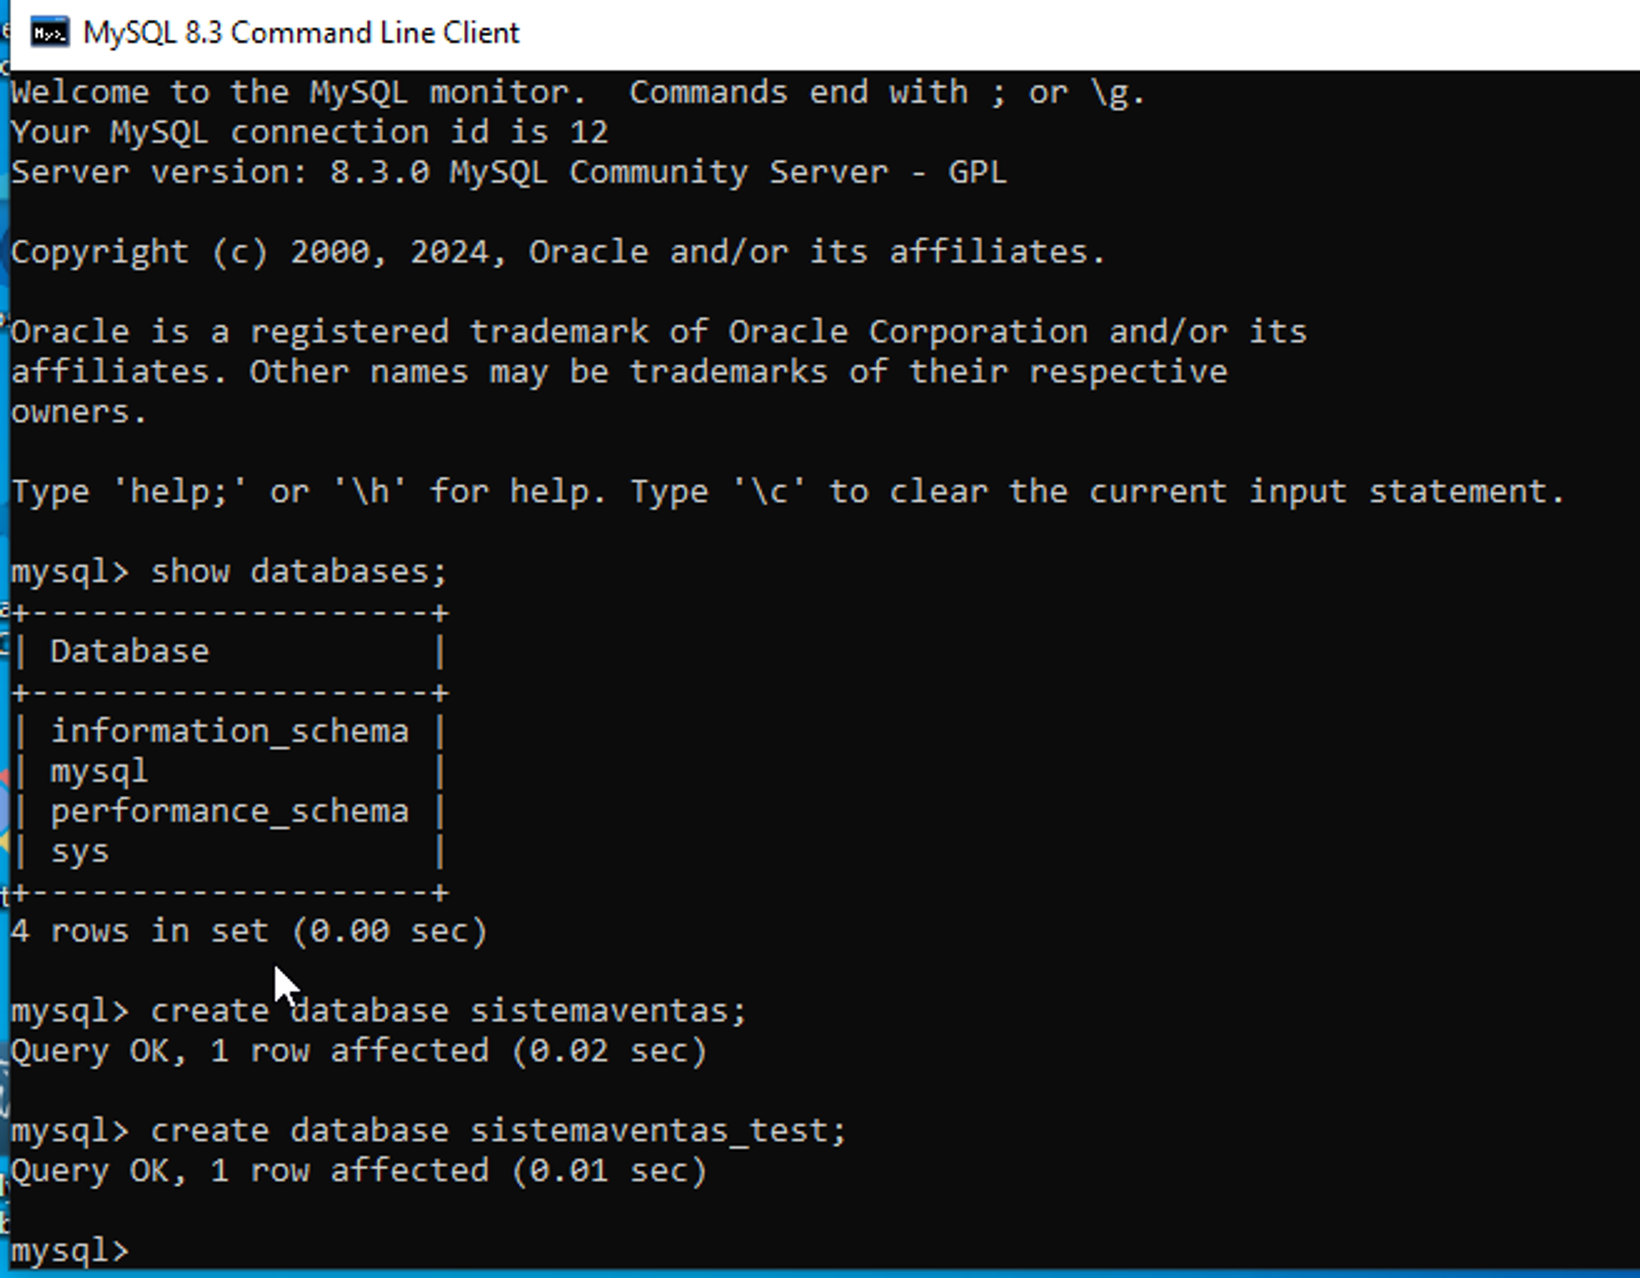 MySQL 8.3 Command Line Client
Welcome to the MySQL monitor.  Commands end with ; or \g.
Your MySQL connection id is 12
Server version: 8.3.0 MySQL Community Server - GPL
Copyright (c) 2000, 2024, Oracle and/or its affiliates.
Oracle is a registered trademark of Oracle Corporation and/or its
affiliates. Other names may be trademarks of their respective
owners.
Type 'help;' or '\h' for help. Type '\c' to clear the current input statement.
mysql> show databases;
+--------------------+
| Database           |
+--------------------+
| information_schema |
| mysql              |
| performance_schema |
| sys                |
+--------------------+
4 rows in set (0.00 sec)
mysql> create database sistemaventas;
Query OK, 1 row affected (0.02 sec)
mysql> create database sistemaventas_test;
Query OK, 1 row affected (0.01 sec)
mysql>